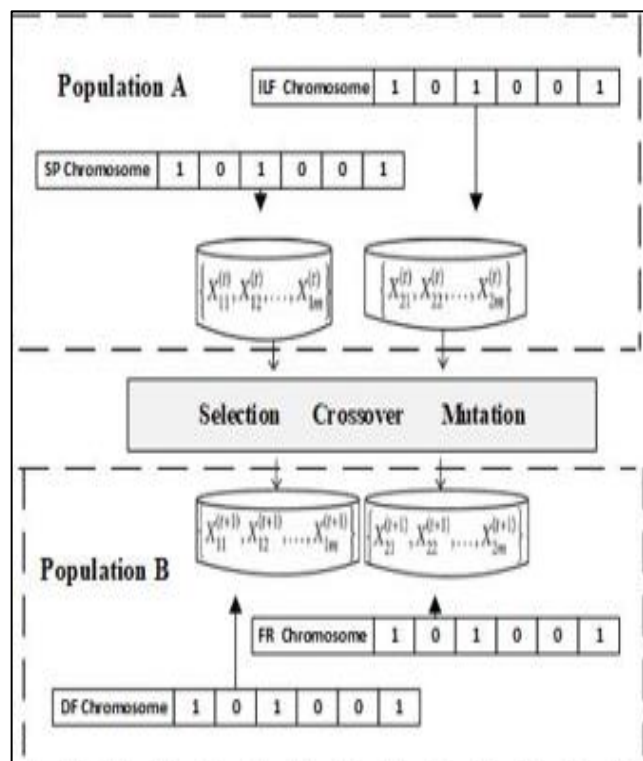 Population A
ILF Chromosome 1 0 1 0 0 1
SP Chromosome 1 0 1 0 0 1
{X₁₁⁽ᵗ⁾, X₁₂⁽ᵗ⁾,..., X₁ₘ⁽ᵗ⁾}
{X₂₁⁽ᵗ⁾, X₂₂⁽ᵗ⁾,..., X₂ₘ⁽ᵗ⁾}
Selection Crossover Mutation
{X₁₁⁽ᵗ⁺¹⁾, X₁₂⁽ᵗ⁺¹⁾,..., X₁ₘ⁽ᵗ⁺¹⁾}
{X₂₁⁽ᵗ⁺¹⁾, X₂₂⁽ᵗ⁺¹⁾,..., X₂ₘ⁽ᵗ⁺¹⁾}
Population B
FR Chromosome 1 0 1 0 0 1
DF Chromosome 1 0 1 0 0 1